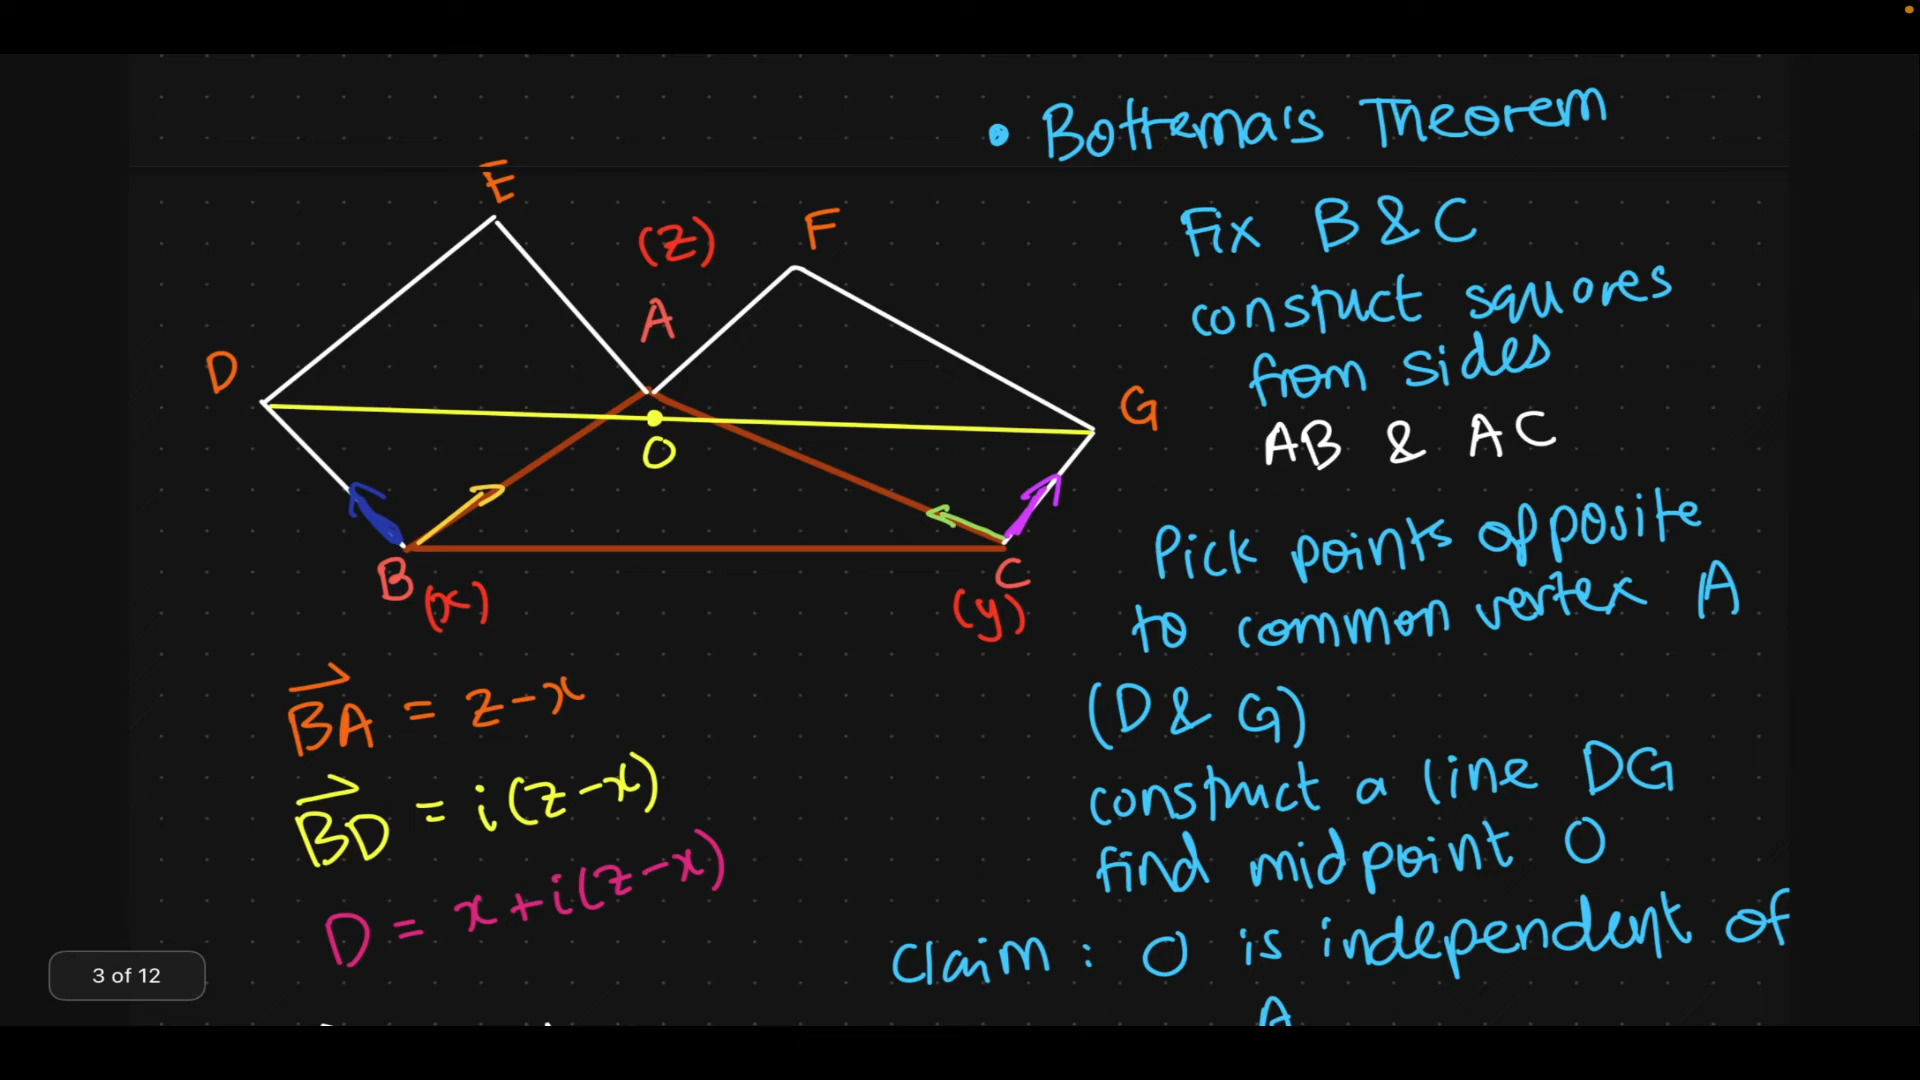 • Bottema's Theorem
E
(z)
F
A
D
G
O
B
(x)
C
(y)
Fix B & C
constuct squares
from sides
AB & AC
Pick points opposite
to common vertex A
(D & G)
construct a line DG
find midpoint O
Claim : O is independent of
A
BA = z-x
BD = i(z-x)
D = x+i(z-x)
3 of 12